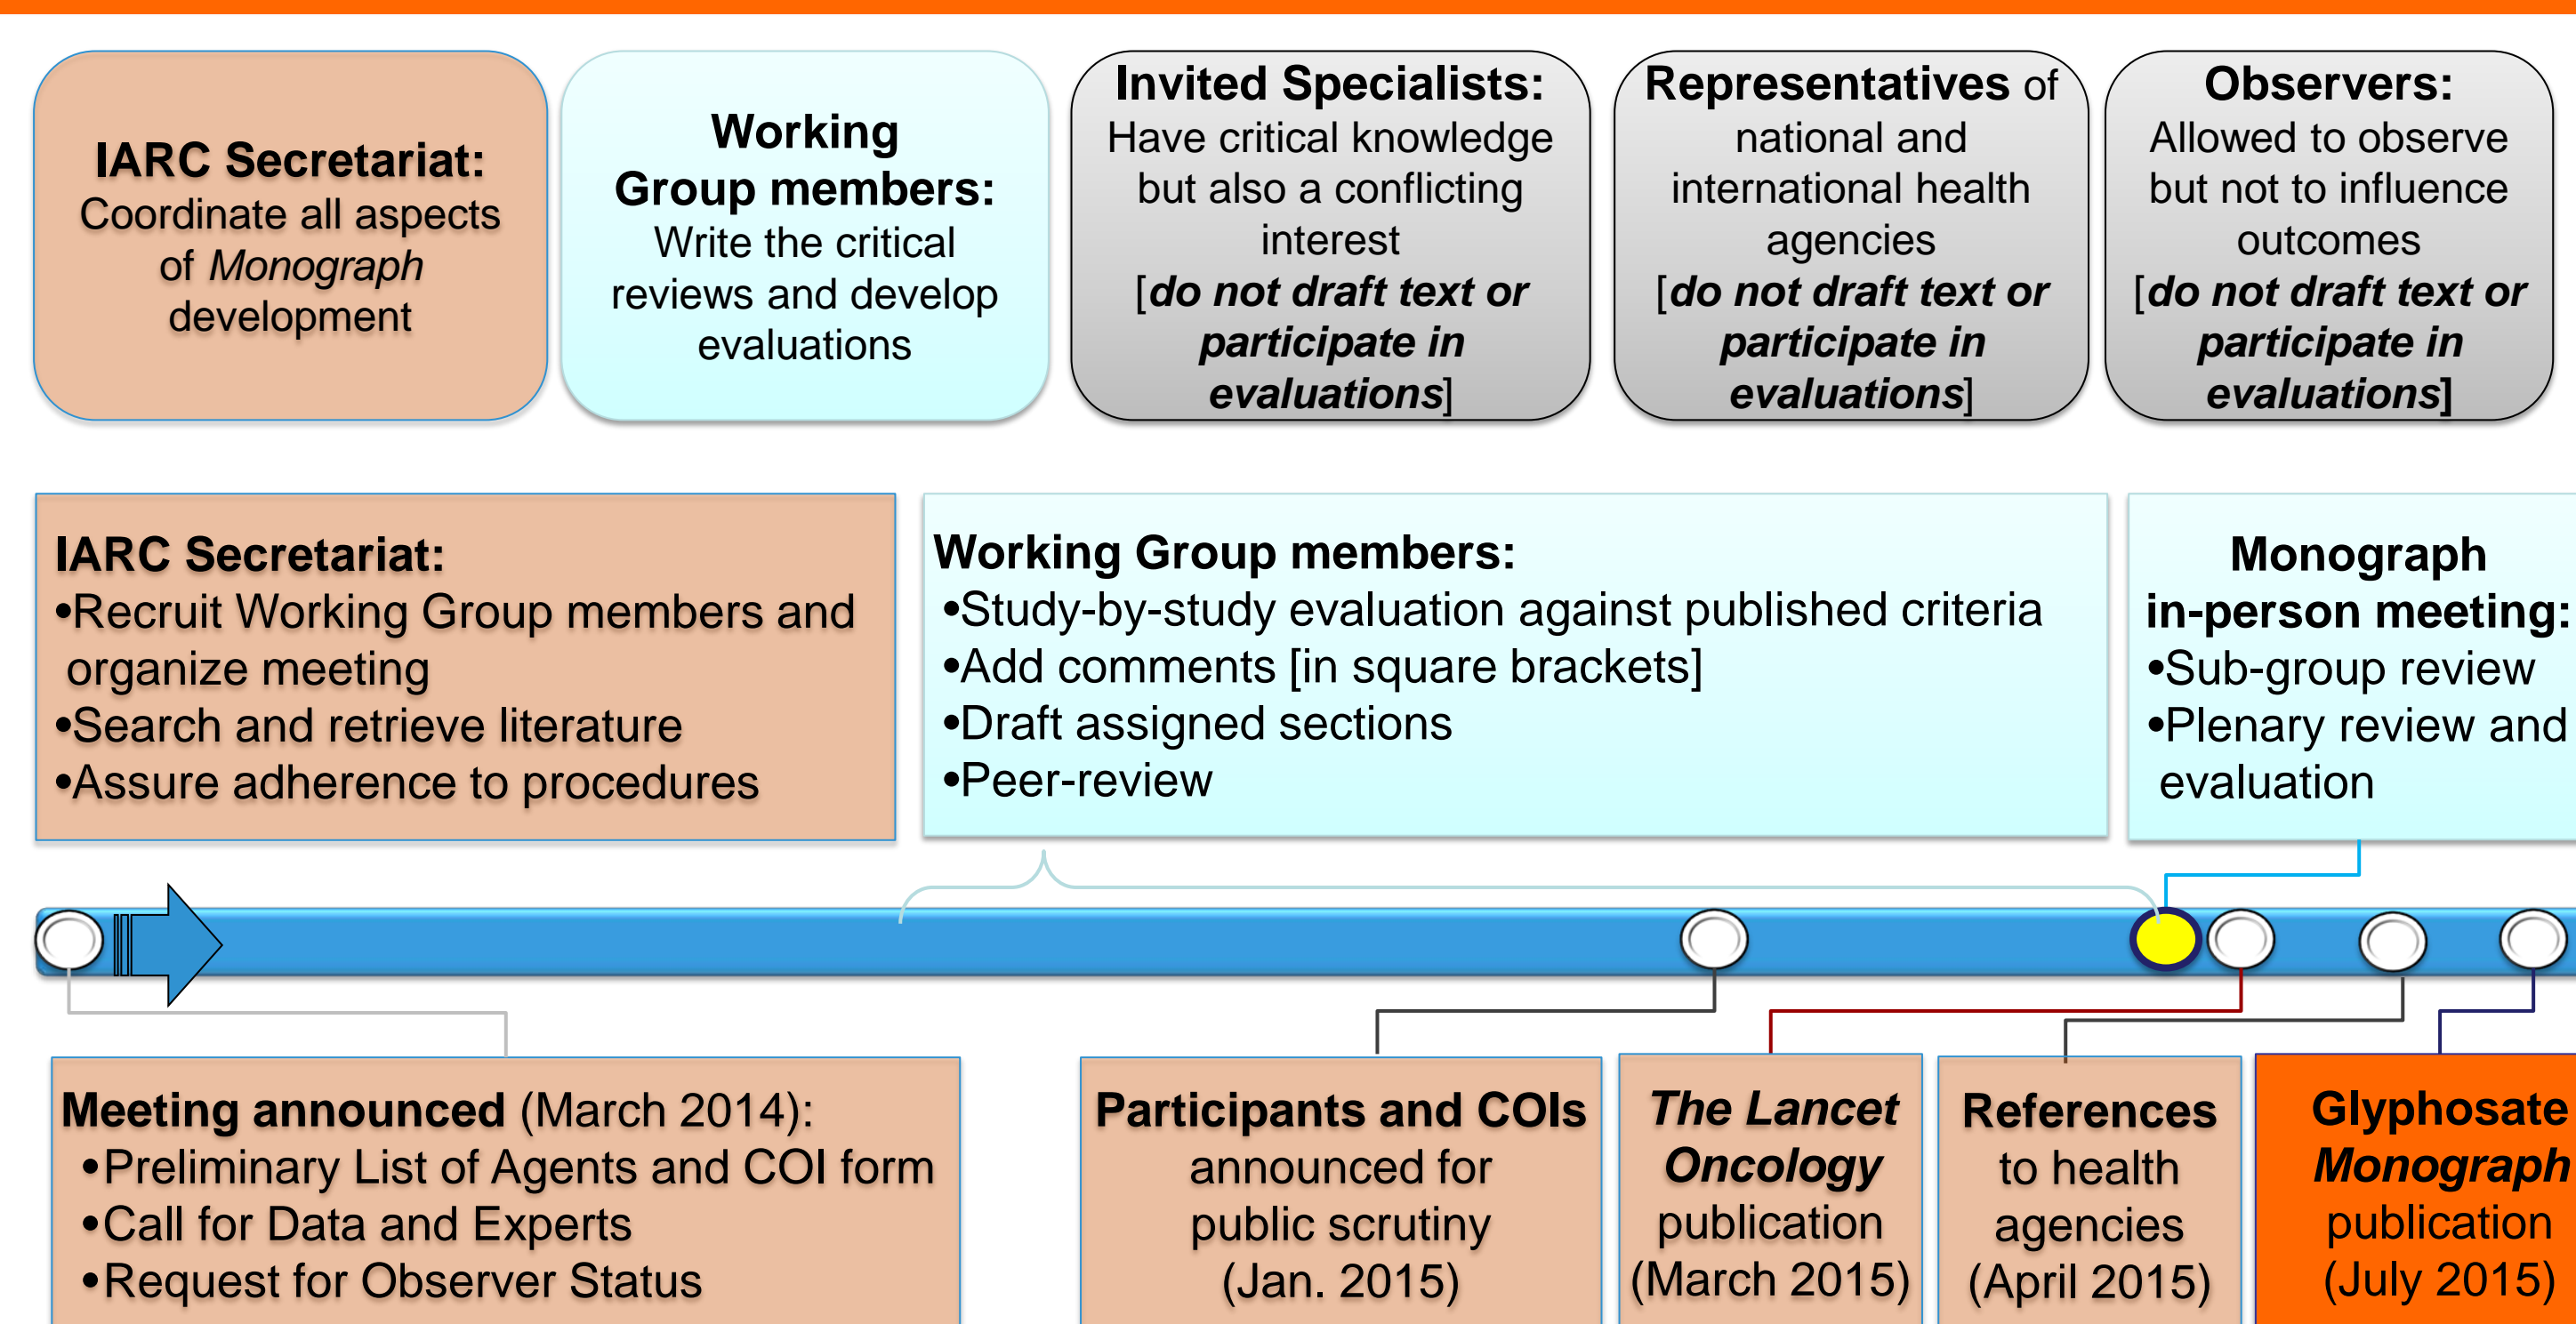 IARC Secretariat:
Coordinate all aspects
of Monograph
development
Working
Group members:
Write the critical
reviews and develop
evaluations
Invited Specialists:
Have critical knowledge
but also a conflicting
interest
[do not draft text or
participate in
evaluations]
Representatives of
national and
international health
agencies
[do not draft text or
participate in
evaluations]
Observers:
Allowed to observe
but not to influence
outcomes
[do not draft text or
participate in
evaluations]
IARC Secretariat:
•Recruit Working Group members and
organize meeting
•Search and retrieve literature
•Assure adherence to procedures
Working Group members:
•Study-by-study evaluation against published criteria
•Add comments [in square brackets]
•Draft assigned sections
•Peer-review
Monograph
in-person meeting:
•Sub-group review
•Plenary review and
evaluation
Meeting announced (March 2014):
•Preliminary List of Agents and COI form
•Call for Data and Experts
•Request for Observer Status
Participants and COIs
announced for
public scrutiny
(Jan. 2015)
The Lancet
Oncology
publication
(March 2015)
References
to health
agencies
(April 2015)
Glyphosate
Monograph
publication
(July 2015)